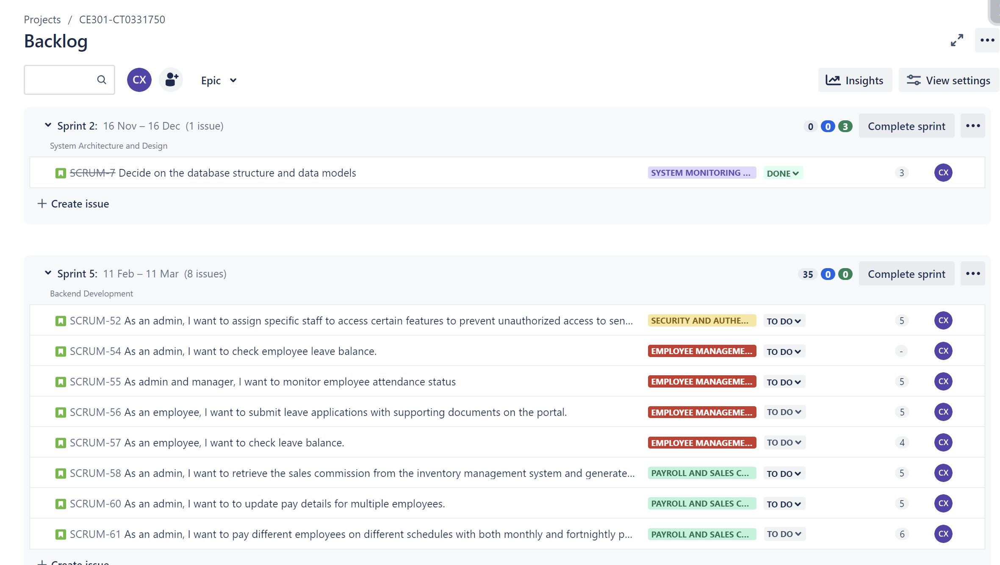 Projects / CE301-CT0331750
Backlog
CX Epic Insights View settings
Sprint 2: 16 Nov – 16 Dec (1 issue) 0 0 3 Complete sprint
System Architecture and Design
SCRUM-7 Decide on the database structure and data models SYSTEM MONITORING ... DONE 3 CX
+ Create issue
Sprint 5: 11 Feb – 11 Mar (8 issues) 35 0 0 Complete sprint
Backend Development
SCRUM-52 As an admin, I want to assign specific staff to access certain features to prevent unauthorized access to sen... SECURITY AND AUTHE... TO DO 5 CX
SCRUM-54 As an admin, I want to check employee leave balance. EMPLOYEE MANAGEME... TO DO - CX
SCRUM-55 As admin and manager, I want to monitor employee attendance status EMPLOYEE MANAGEME... TO DO 5 CX
SCRUM-56 As an employee, I want to submit leave applications with supporting documents on the portal. EMPLOYEE MANAGEME... TO DO 5 CX
SCRUM-57 As an employee, I want to check leave balance. EMPLOYEE MANAGEME... TO DO 4 CX
SCRUM-58 As an admin, I want to retrieve the sales commission from the inventory management system and generate... PAYROLL AND SALES C... TO DO 5 CX
SCRUM-60 As an admin, I want to to update pay details for multiple employees. PAYROLL AND SALES C... TO DO 5 CX
SCRUM-61 As an admin, I want to pay different employees on different schedules with both monthly and fortnightly p... PAYROLL AND SALES C... TO DO 6 CX
+ Create issue